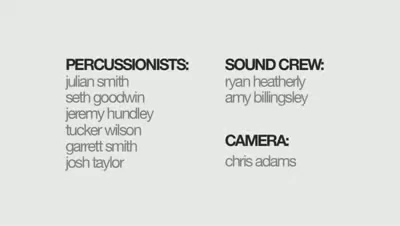 PERCUSSIONISTS:
julian smith
seth goodwin
jeremy hundley
tucker wilson
garrett smith
josh taylor
SOUND CREW:
ryan heatherly
amy billingsley
CAMERA:
chris adams